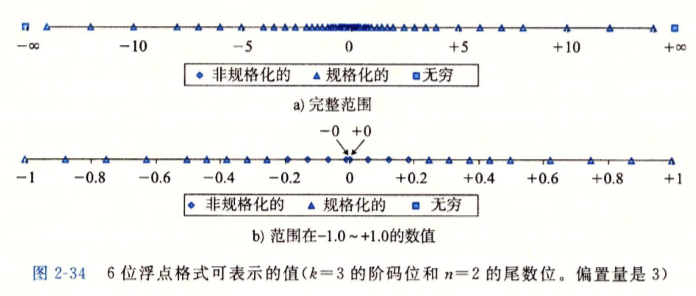 −∞ −10 −5 0 +5 +10 +∞
非规格化的 规格化的 无穷
a) 完整范围
−0 +0
−1 −0.8 −0.6 −0.4 −0.2 0 +0.2 +0.4 +0.6 +0.8 +1
非规格化的 规格化的 无穷
b) 范围在−1.0~+1.0的数值
图 2-34 6 位浮点格式可表示的值(k=3 的阶码位和 n=2 的尾数位。偏置量是 3)